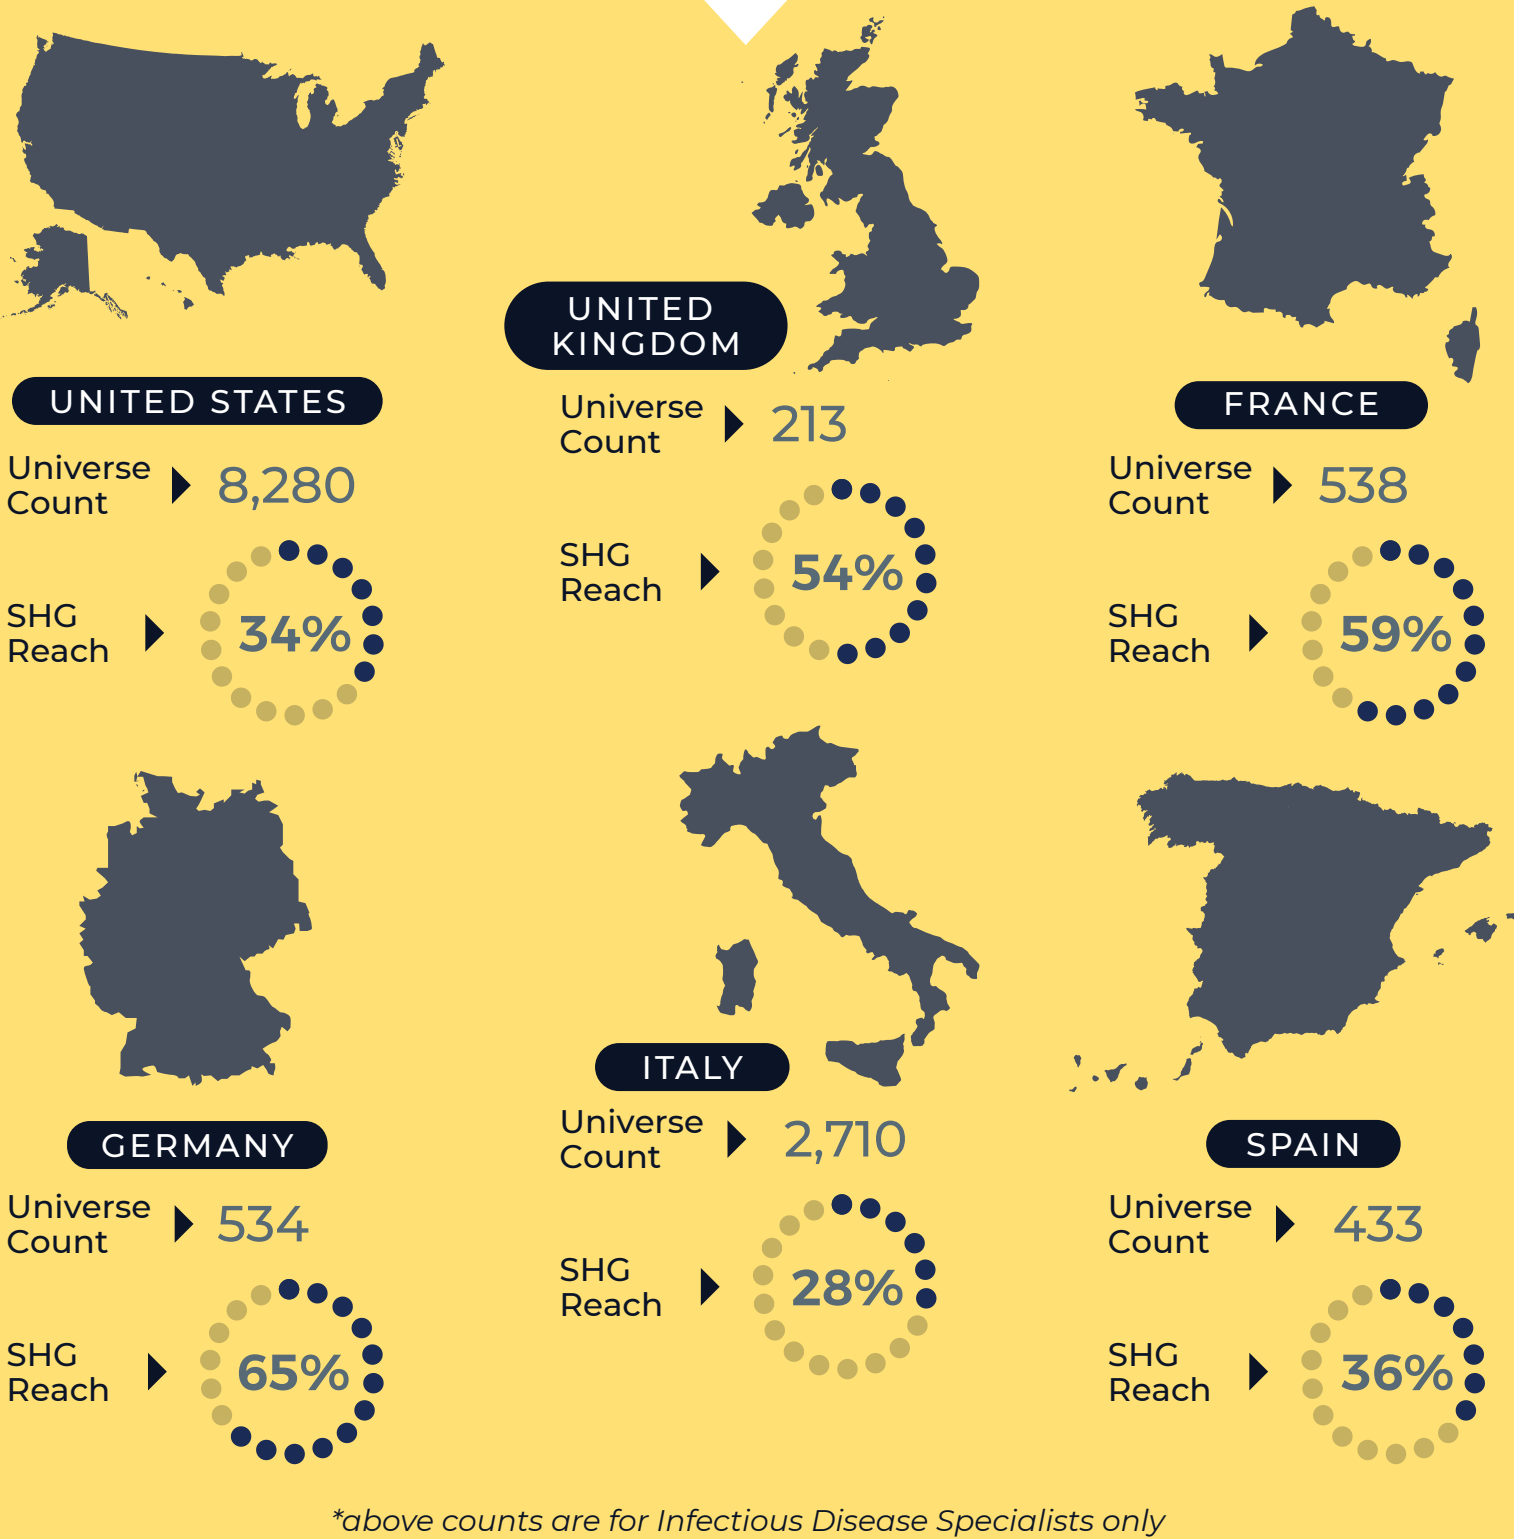 UNITED STATES
Universe
Count
8,280
SHG
Reach
34%
UNITED
KINGDOM
Universe
Count
213
SHG
Reach
54%
FRANCE
Universe
Count
538
SHG
Reach
59%
GERMANY
Universe
Count
534
SHG
Reach
65%
ITALY
Universe
Count
2,710
SHG
Reach
28%
SPAIN
Universe
Count
433
SHG
Reach
36%
*above counts are for Infectious Disease Specialists only